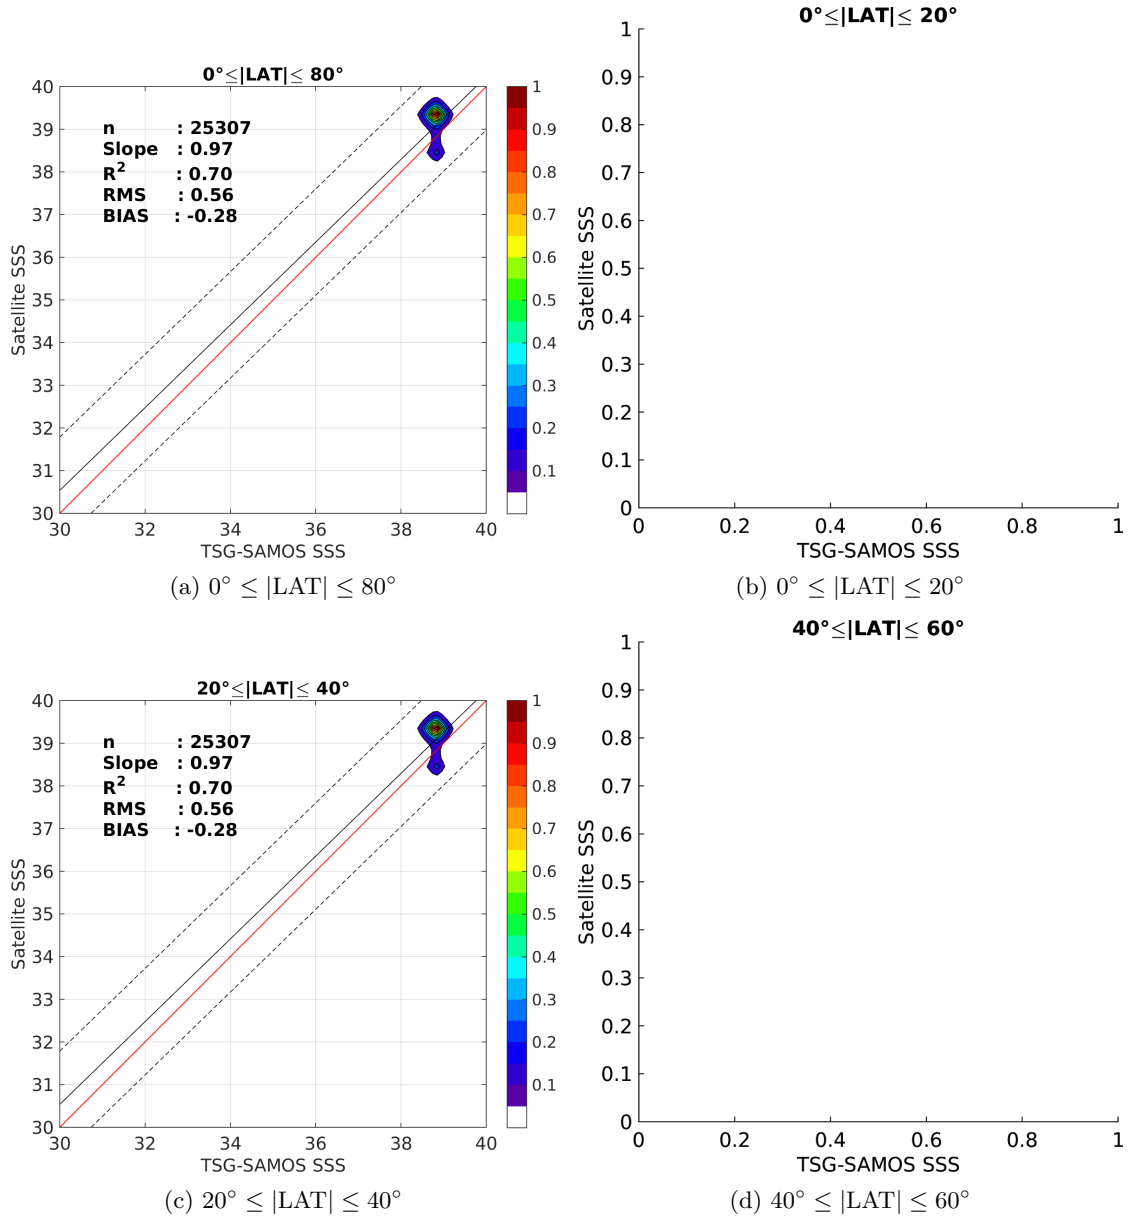 0°≤|LAT|≤ 80°
n : 25307
Slope : 0.97
R² : 0.70
RMS : 0.56
BIAS : -0.28
40
39
38
37
36
35
34
33
32
31
30
Satellite SSS
30 32 34 36 38 40
TSG-SAMOS SSS
1
0.9
0.8
0.7
0.6
0.5
0.4
0.3
0.2
0.1
(a) 0° ≤ |LAT| ≤ 80°
0°≤|LAT|≤ 20°
1
0.9
0.8
0.7
0.6
0.5
0.4
0.3
0.2
0.1
0
Satellite SSS
0 0.2 0.4 0.6 0.8 1
TSG-SAMOS SSS
(b) 0° ≤ |LAT| ≤ 20°
20°≤|LAT|≤ 40°
n : 25307
Slope : 0.97
R² : 0.70
RMS : 0.56
BIAS : -0.28
40
39
38
37
36
35
34
33
32
31
30
Satellite SSS
30 32 34 36 38 40
TSG-SAMOS SSS
1
0.9
0.8
0.7
0.6
0.5
0.4
0.3
0.2
0.1
(c) 20° ≤ |LAT| ≤ 40°
40°≤|LAT|≤ 60°
1
0.9
0.8
0.7
0.6
0.5
0.4
0.3
0.2
0.1
0
Satellite SSS
0 0.2 0.4 0.6 0.8 1
TSG-SAMOS SSS
(d) 40° ≤ |LAT| ≤ 60°